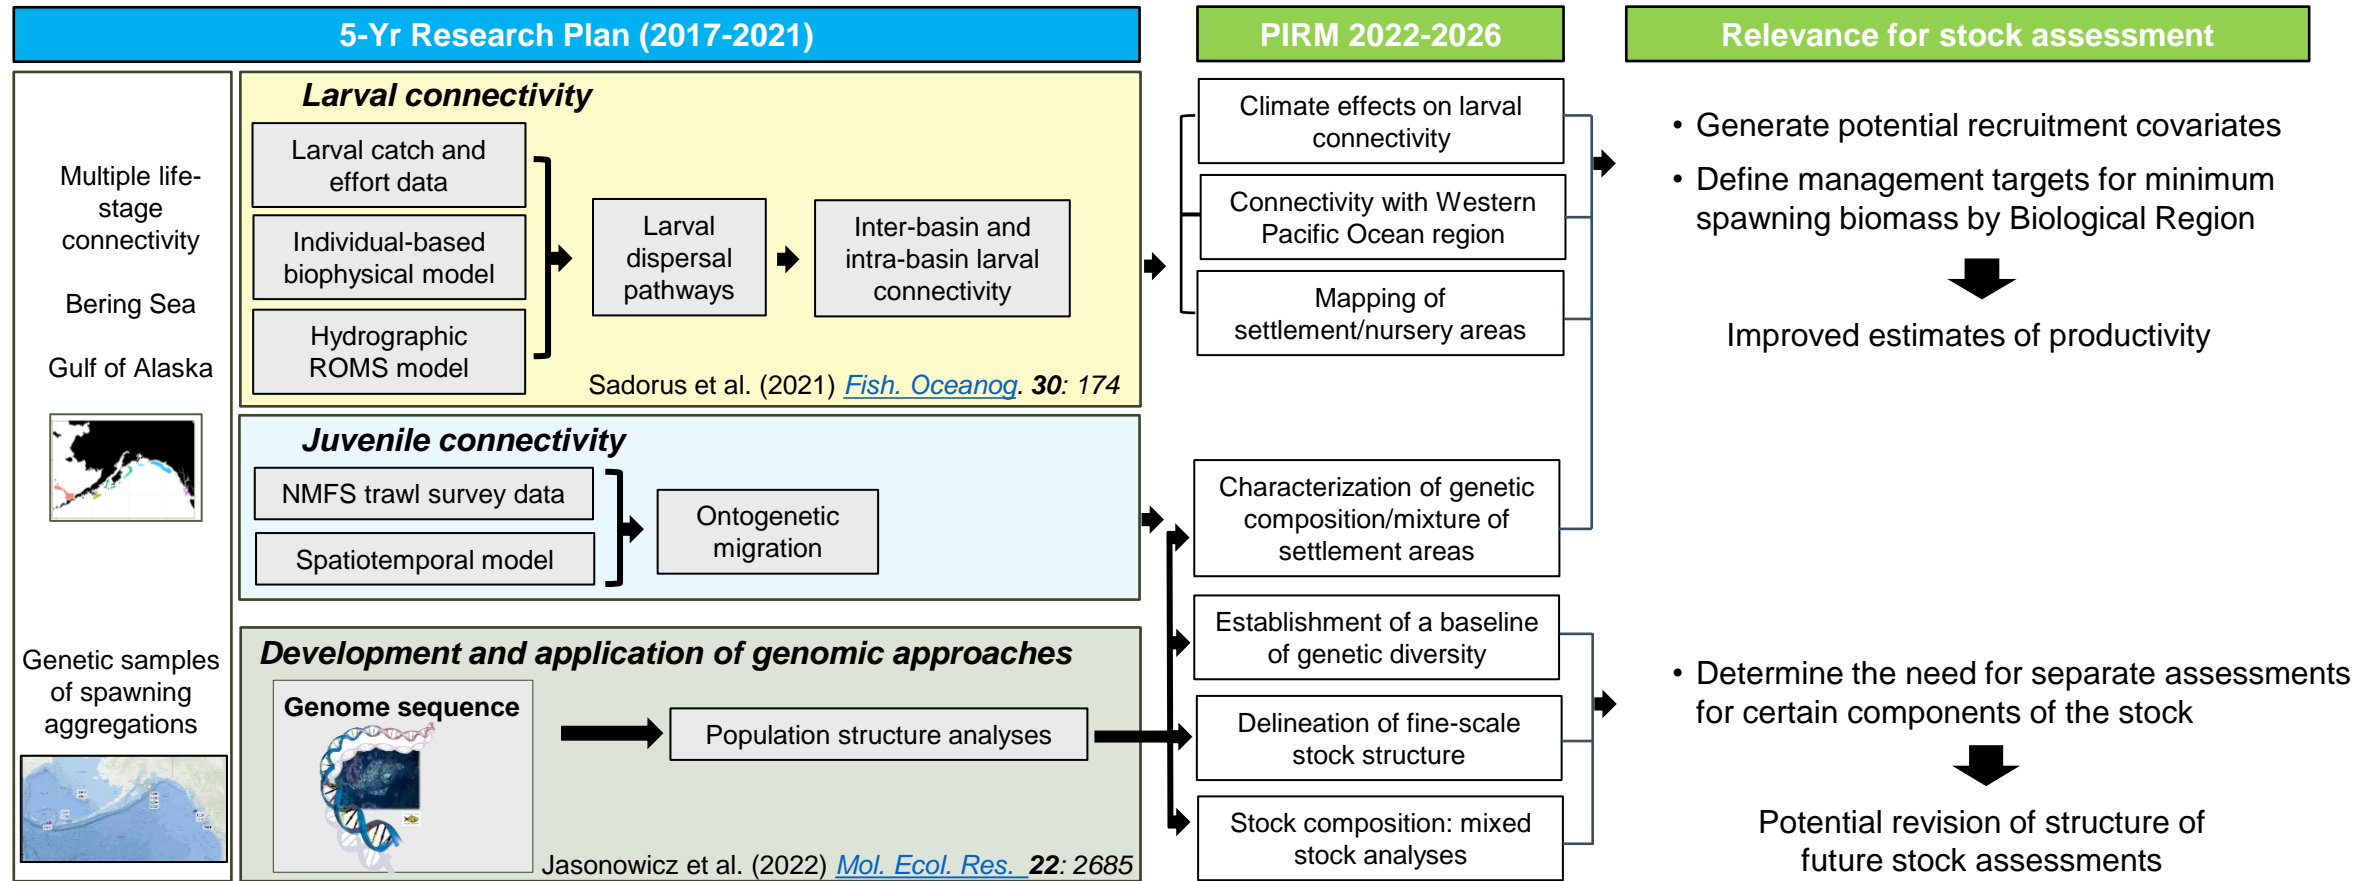 5-Yr Research Plan (2017-2021)
PIRM 2022-2026
Relevance for stock assessment
Multiple life-
stage
connectivity
Bering Sea
Gulf of Alaska
Genetic samples
of spawning
aggregations
Larval connectivity
Larval catch and
effort data
Individual-based
biophysical model
Hydrographic
ROMS model
Larval
dispersal
pathways
Inter-basin and
intra-basin larval
connectivity
Sadorus et al. (2021) Fish. Oceanog. 30: 174
Juvenile connectivity
NMFS trawl survey data
Spatiotemporal model
Ontogenetic
migration
Development and application of genomic approaches
Genome sequence
Population structure analyses
Jasonowicz et al. (2022) Mol. Ecol. Res. 22: 2685
Climate effects on larval
connectivity
Connectivity with Western
Pacific Ocean region
Mapping of
settlement/nursery areas
Characterization of genetic
composition/mixture of
settlement areas
Establishment of a baseline
of genetic diversity
Delineation of fine-scale
stock structure
Stock composition: mixed
stock analyses
• Generate potential recruitment covariates
• Define management targets for minimum
spawning biomass by Biological Region
Improved estimates of productivity
• Determine the need for separate assessments
for certain components of the stock
Potential revision of structure of
future stock assessments